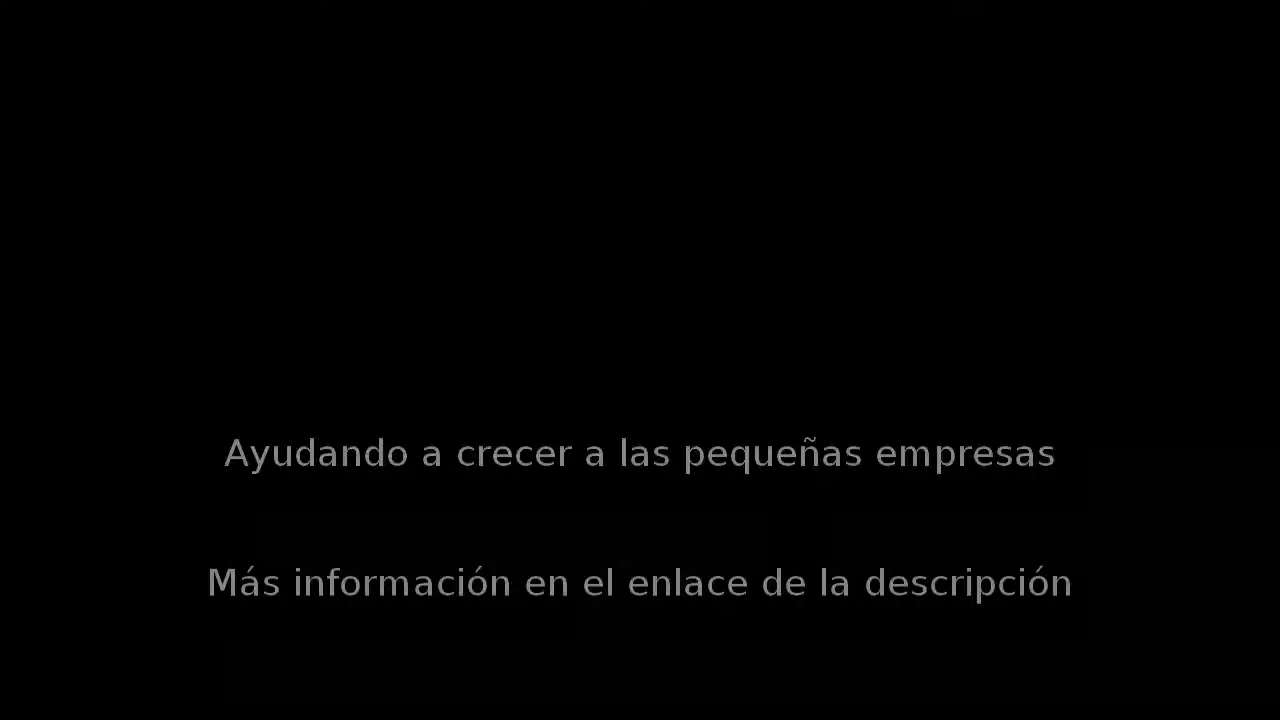 Ayudando a crecer a las pequeñas empresas
Más información en el enlace de la descripción